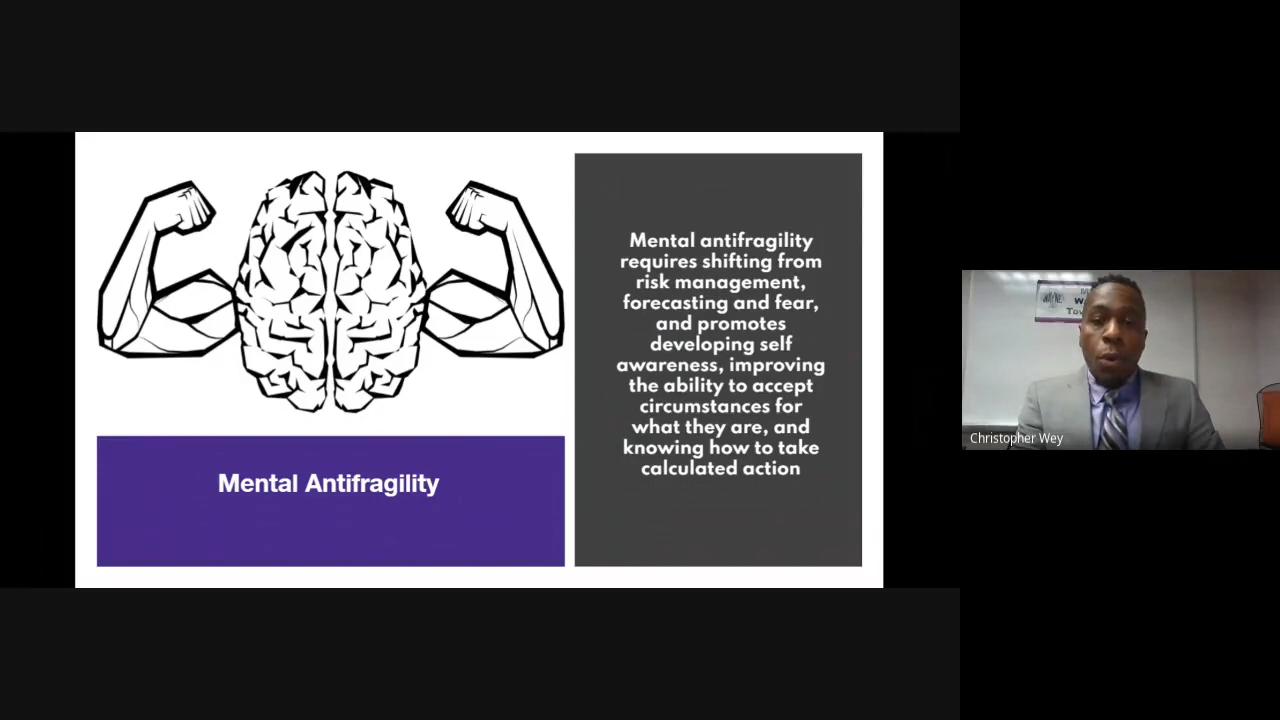 Mental antifragility
requires shifting from
risk management,
forecasting and fear,
and promotes
developing self
awareness, improving
the ability to accept
circumstances for
what they are, and
knowing how to take
calculated action
Mental Antifragility
WAYNE
Christopher Wey